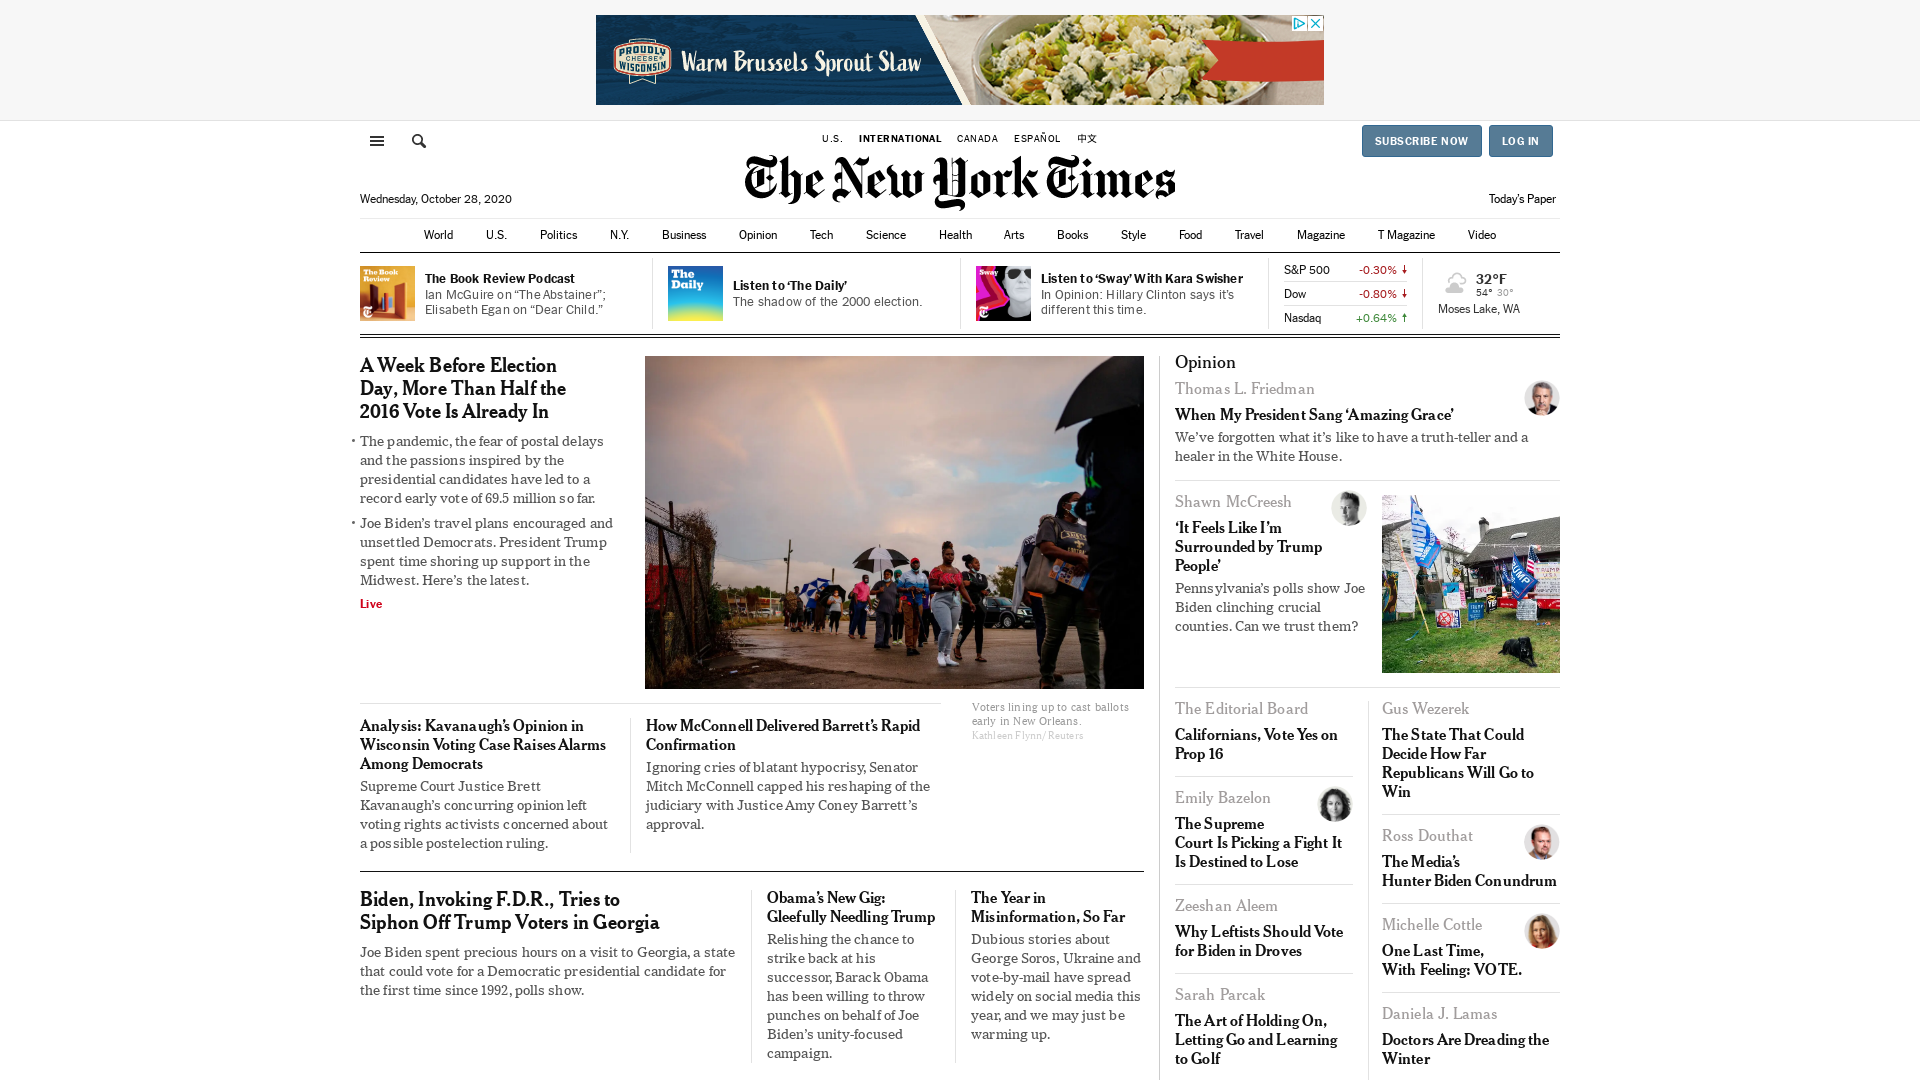 PROUDLY
WISCONSIN
CHEESE
Warm Brussels Sprout Slaw
U.S. INTERNATIONAL CANADA ESPAÑOL 中文
SUBSCRIBE NOW LOG IN
The New York Times
Wednesday, October 28, 2020
Today's Paper
World U.S. Politics N.Y. Business Opinion Tech Science Health Arts Books Style Food Travel Magazine T Magazine Video
The Book
Review
The Book Review Podcast
Ian McGuire on “The Abstainer”;
Elisabeth Egan on “Dear Child.”
The
Daily
Listen to ‘The Daily’
The shadow of the 2000 election.
Sway
Listen to ‘Sway’ With Kara Swisher
In Opinion: Hillary Clinton says it’s
different this time.
S&P 500 -0.30%
Dow -0.80%
Nasdaq +0.64%
32°F
54° 30°
Moses Lake, WA
A Week Before Election
Day, More Than Half the
2016 Vote Is Already In
• The pandemic, the fear of postal delays
and the passions inspired by the
presidential candidates have led to a
record early vote of 69.5 million so far.
• Joe Biden’s travel plans encouraged and
unsettled Democrats. President Trump
spent time shoring up support in the
Midwest. Here’s the latest.
Live
Voters lining up to cast ballots
early in New Orleans.
Kathleen Flynn/Reuters
Analysis: Kavanaugh’s Opinion in
Wisconsin Voting Case Raises Alarms
Among Democrats
Supreme Court Justice Brett
Kavanaugh’s concurring opinion left
voting rights activists concerned about
a possible postelection ruling.
How McConnell Delivered Barrett’s Rapid
Confirmation
Ignoring cries of blatant hypocrisy, Senator
Mitch McConnell capped his reshaping of the
judiciary with Justice Amy Coney Barrett’s
approval.
Biden, Invoking F.D.R., Tries to
Siphon Off Trump Voters in Georgia
Joe Biden spent precious hours on a visit to Georgia, a state
that could vote for a Democratic presidential candidate for
the first time since 1992, polls show.
Obama’s New Gig:
Gleefully Needling Trump
Relishing the chance to
strike back at his
successor, Barack Obama
has been willing to throw
punches on behalf of Joe
Biden’s unity-focused
campaign.
The Year in
Misinformation, So Far
Dubious stories about
George Soros, Ukraine and
vote-by-mail have spread
widely on social media this
year, and we may just be
warming up.
Opinion
Thomas L. Friedman
When My President Sang ‘Amazing Grace’
We’ve forgotten what it’s like to have a truth-teller and a
healer in the White House.
Shawn McCreesh
‘It Feels Like I’m
Surrounded by Trump
People’
Pennsylvania’s polls show Joe
Biden clinching crucial
counties. Can we trust them?
TRUMP
The Editorial Board
Californians, Vote Yes on
Prop 16
Emily Bazelon
The Supreme
Court Is Picking a Fight It
Is Destined to Lose
Zeeshan Aleem
Why Leftists Should Vote
for Biden in Droves
Sarah Parcak
The Art of Holding On,
Letting Go and Learning
to Golf
Gus Wezerek
The State That Could
Decide How Far
Republicans Will Go to
Win
Ross Douthat
The Media’s
Hunter Biden Conundrum
Michelle Cottle
One Last Time,
With Feeling: VOTE.
Daniela J. Lamas
Doctors Are Dreading the
Winter